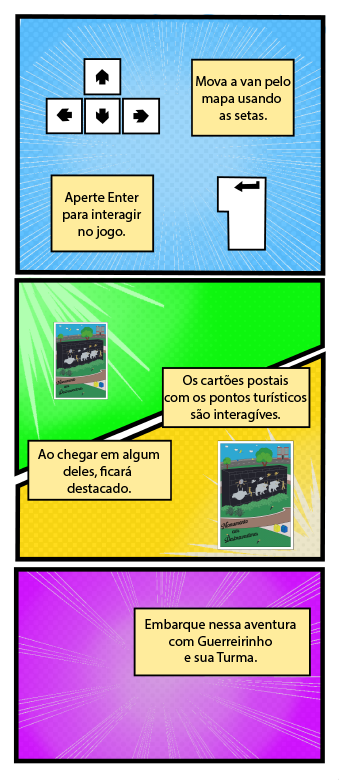 Mova a van pelo
mapa usando
as setas.
Aperte Enter
para interagir
no jogo.
Os cartões postais
com os pontos turísticos
são interagíves.
Ao chegar em algum
deles, ficará
destacado.
Embarque nessa aventura
com Guerreirinho
e sua Turma.